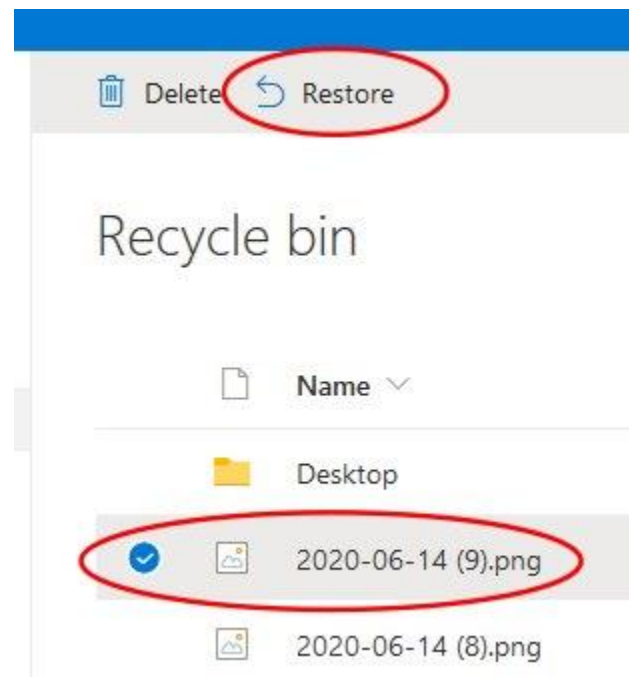 Delete Restore
Recycle bin
Name
Desktop
2020-06-14 (9).png
2020-06-14 (8).png